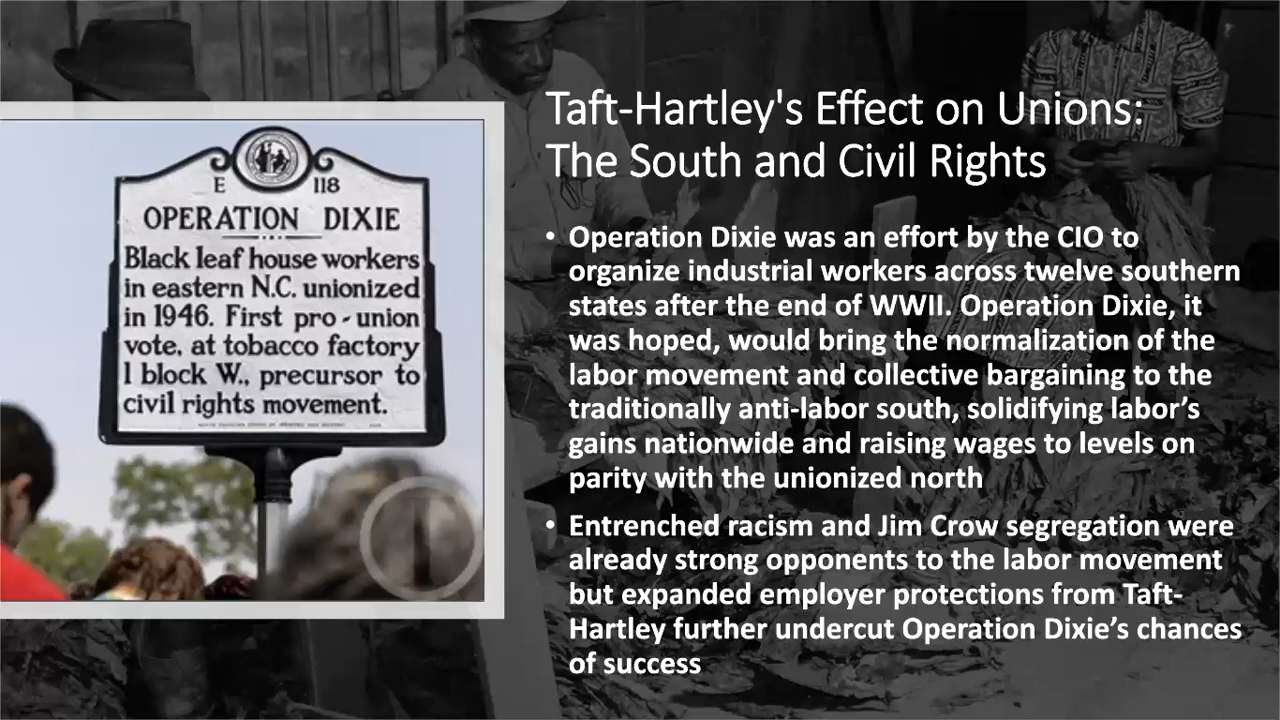 E 118
OPERATION DIXIE
Black leaf house workers
in eastern N.C. unionized
in 1946. First pro-union
vote, at tobacco factory
1 block W., precursor to
civil rights movement.
Taft-Hartley's Effect on Unions:
The South and Civil Rights
• Operation Dixie was an effort by the CIO to
organize industrial workers across twelve southern
states after the end of WWII. Operation Dixie, it
was hoped, would bring the normalization of the
labor movement and collective bargaining to the
traditionally anti-labor south, solidifying labor’s
gains nationwide and raising wages to levels on
parity with the unionized north
• Entrenched racism and Jim Crow segregation were
already strong opponents to the labor movement
but expanded employer protections from Taft-
Hartley further undercut Operation Dixie’s chances
of success